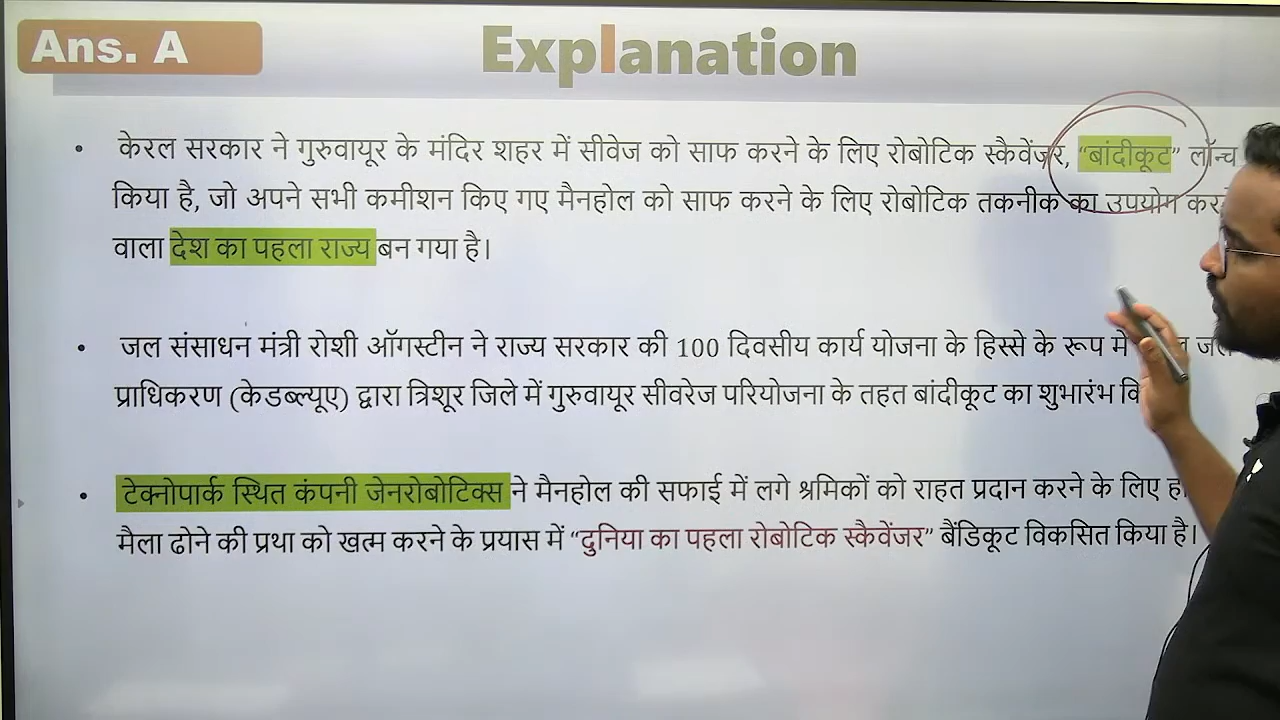 Ans. A
Explanation
• केरल सरकार ने गुरुवायूर के मंदिर शहर में सीवेज को साफ करने के लिए रोबोटिक स्कैवेंजर, “बांदीकूट” लॉन्च
किया है, जो अपने सभी कमीशन किए गए मैनहोल को साफ करने के लिए रोबोटिक तकनीक का उपयोग
वाला देश का पहला राज्य बन गया है।
• जल संसाधन मंत्री रोशी ऑगस्टीन ने राज्य सरकार की 100 दिवसीय कार्य योजना के हिस्से के रूप में
प्राधिकरण (केडब्ल्यूए) द्वारा त्रिशूर जिले में गुरुवायूर सीवरेज परियोजना के तहत बांदीकूट का शुभारंभ
• टेक्नोपार्क स्थित कंपनी जेनरोबोटिक्स ने मैनहोल की सफाई में लगे श्रमिकों को राहत प्रदान करने के लिए
मैला ढोने की प्रथा को खत्म करने के प्रयास में “दुनिया का पहला रोबोटिक स्कैवेंजर” बैंडिकूट विकसित किया है।